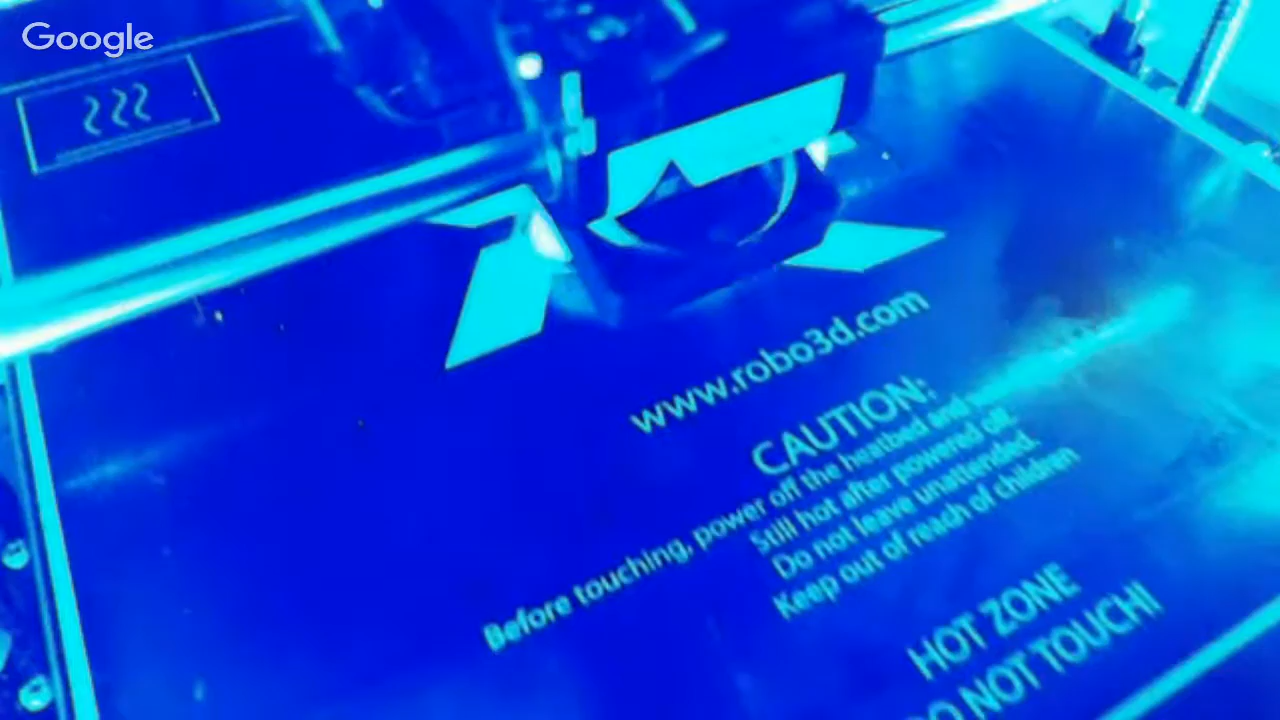 Google
www.robo3d.com
CAUTION:
Before touching, power off the heatbed and
Still hot after powered off.
Do not leave unattended.
Keep out of reach of children
HOT ZONE
DO NOT TOUCH!